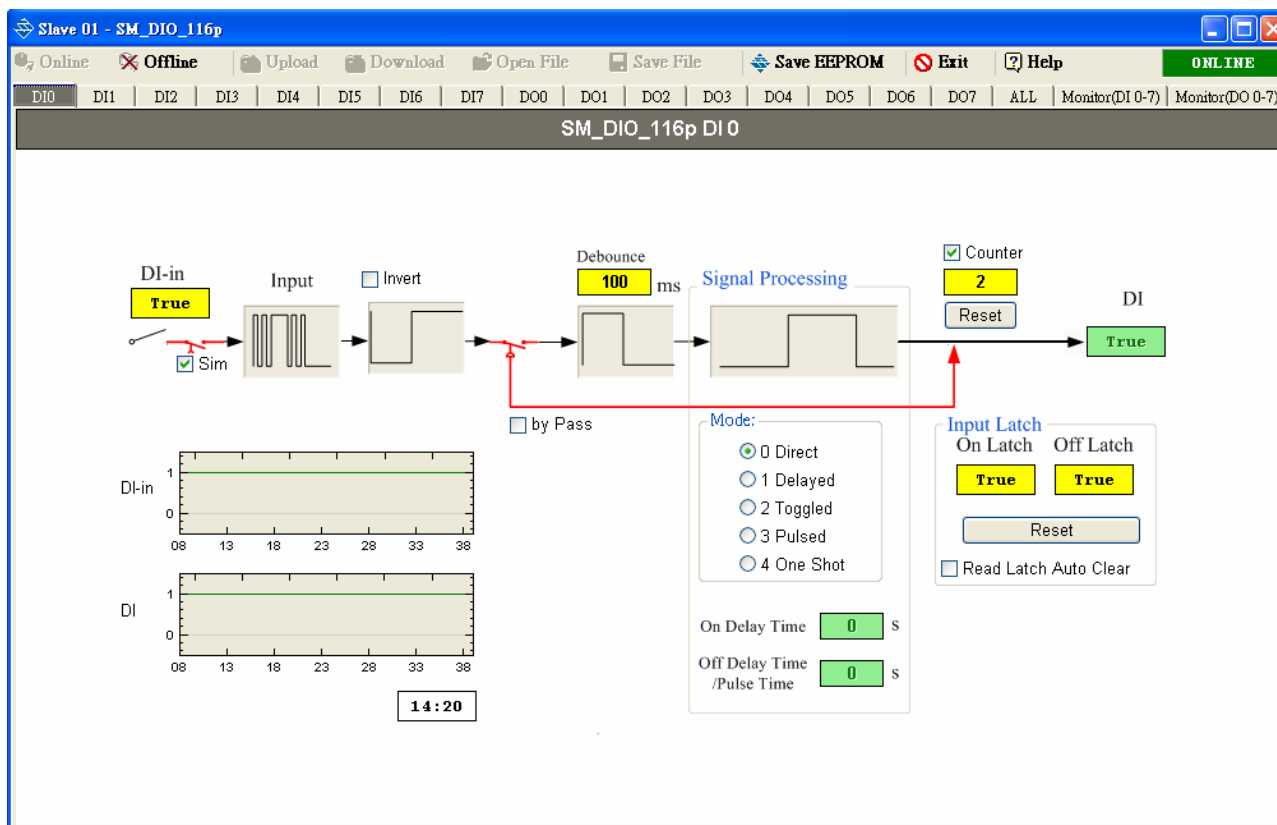 Slave 01 - SM_DIO_116p
Online Offline Upload Download Open File Save File Save EEPROM Exit Help ONLINE
DI0 DI1 DI2 DI3 DI4 DI5 DI6 DI7 DO0 DO1 DO2 DO3 DO4 DO5 DO6 DO7 ALL Monitor(DI 0-7) Monitor(DO 0-7)
SM_DIO_116p DI 0
DI-in
True
Sim
Input
Invert
Debounce
100 ms
Signal Processing
Counter
2
Reset
DI
True
by Pass
Mode:
0 Direct
1 Delayed
2 Toggled
3 Pulsed
4 One Shot
On Delay Time 0 s
Off Delay Time
/Pulse Time 0 s
Input Latch
On Latch Off Latch
True True
Reset
Read Latch Auto Clear
DI-in
1
0
08 13 18 23 28 33 38
DI
1
0
08 13 18 23 28 33 38
14:20